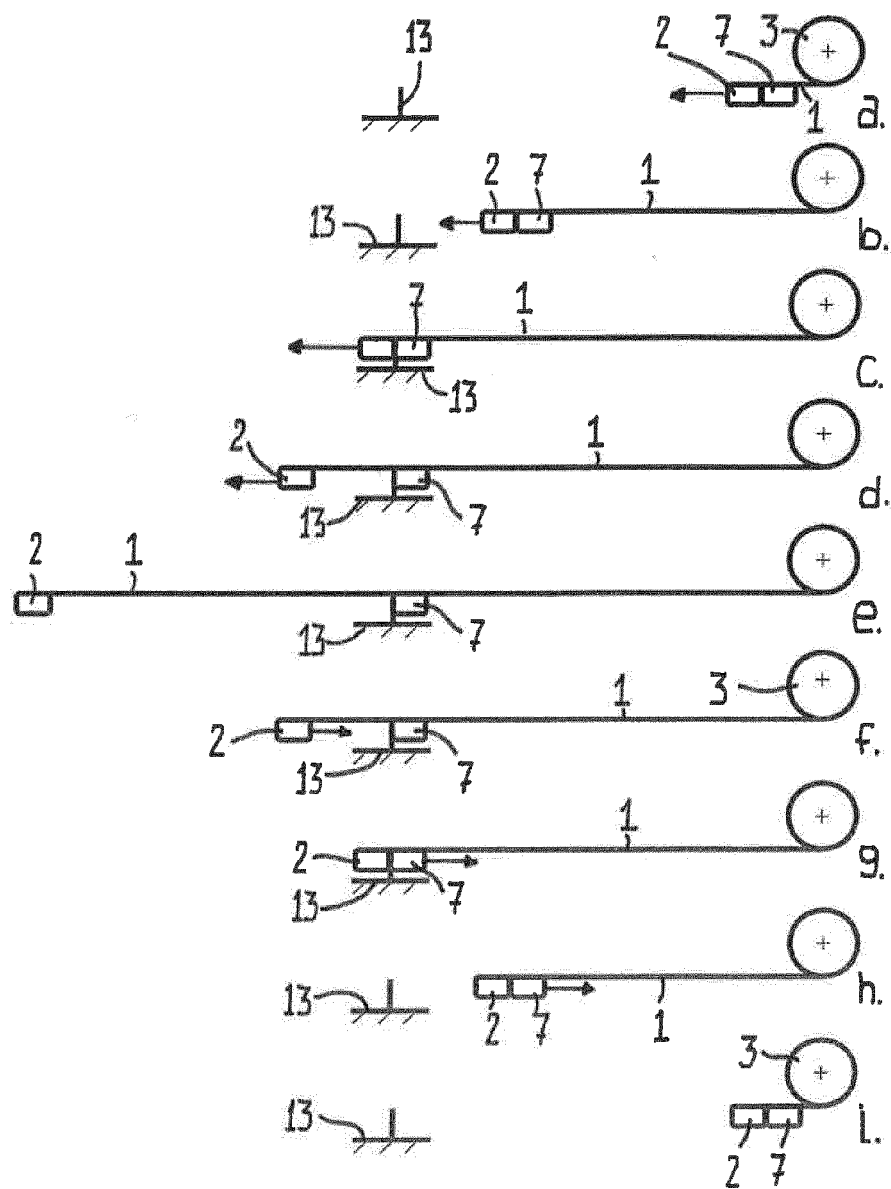 13 2 7 3 1 a.
13 2 7 1 b.
7 1 13 c.
2 1 13 7 d.
2 1 13 7 e.
2 13 7 1 3 f.
2 13 7 1 g.
13 2 7 1 h.
13 3 2 7 i.